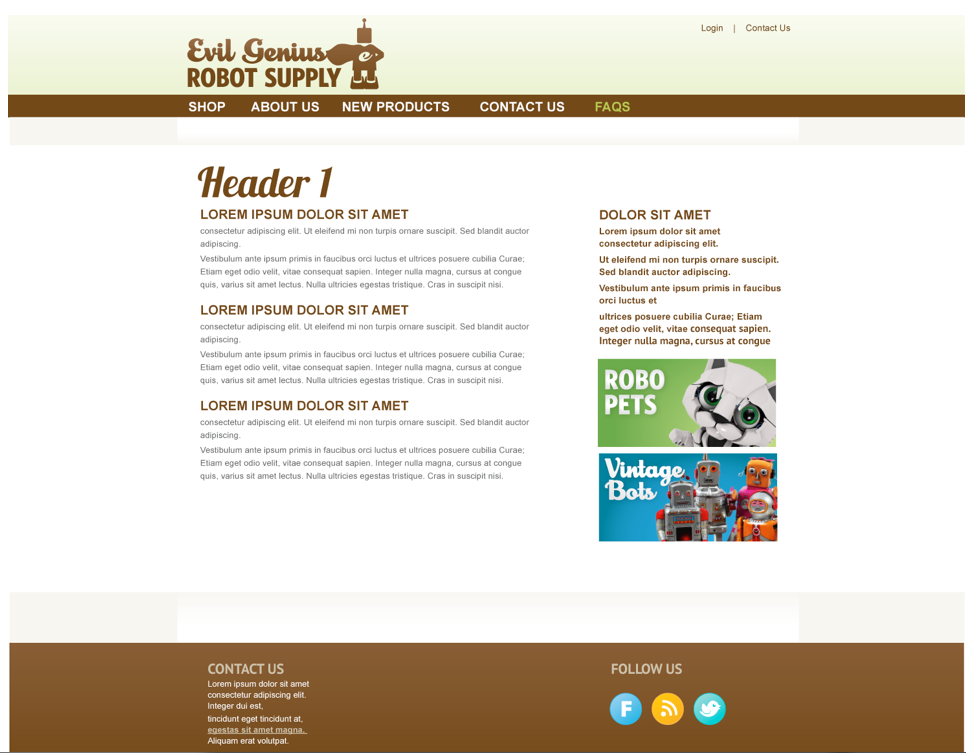 Login | Contact Us
Evil Genius
ROBOT SUPPLY
SHOP ABOUT US NEW PRODUCTS CONTACT US FAQS
Header 1
LOREM IPSUM DOLOR SIT AMET
consectetur adipiscing elit. Ut eleifend mi non turpis ornare suscipit. Sed blandit auctor
adipiscing.
Vestibulum ante ipsum primis in faucibus orci luctus et ultrices posuere cubilia Curae;
Etiam eget odio velit, vitae consequat sapien. Integer nulla magna, cursus at congue
quis, varius sit amet lectus. Nulla ultricies egestas tristique. Cras in suscipit nisi.
LOREM IPSUM DOLOR SIT AMET
consectetur adipiscing elit. Ut eleifend mi non turpis ornare suscipit. Sed blandit auctor
adipiscing.
Vestibulum ante ipsum primis in faucibus orci luctus et ultrices posuere cubilia Curae;
Etiam eget odio velit, vitae consequat sapien. Integer nulla magna, cursus at congue
quis, varius sit amet lectus. Nulla ultricies egestas tristique. Cras in suscipit nisi.
LOREM IPSUM DOLOR SIT AMET
consectetur adipiscing elit. Ut eleifend mi non turpis ornare suscipit. Sed blandit auctor
adipiscing.
Vestibulum ante ipsum primis in faucibus orci luctus et ultrices posuere cubilia Curae;
Etiam eget odio velit, vitae consequat sapien. Integer nulla magna, cursus at congue
quis, varius sit amet lectus. Nulla ultricies egestas tristique. Cras in suscipit nisi.
DOLOR SIT AMET
Lorem ipsum dolor sit amet
consectetur adipiscing elit.
Ut eleifend mi non turpis ornare suscipit.
Sed blandit auctor adipiscing.
Vestibulum ante ipsum primis in faucibus
orci luctus et
ultrices posuere cubilia Curae; Etiam
eget odio velit, vitae consequat sapien.
Integer nulla magna, cursus at congue
ROBO
PETS
Vintage
Bots
CONTACT US
Lorem ipsum dolor sit amet
consectetur adipiscing elit.
Integer dui est,
tincidunt eget tincidunt at,
egestas sit amet magna.
Aliquam erat volutpat.
FOLLOW US